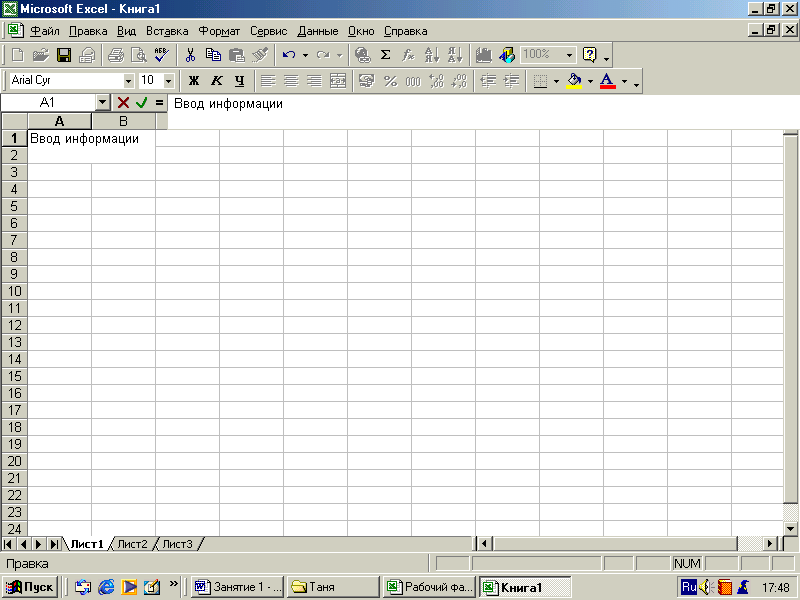 Microsoft Excel - Книга1
Файл Правка Вид Вставка Формат Сервис Данные Окно Справка
ABC Σ fx А Я Я А 100% ?
Arial Cyr 10 Ж К Ч % 000 A
A1 = Ввод информации
A B
1 Ввод информации
2
3
4
5
6
7
8
9
10
11
12
13
14
15
16
17
18
19
20
21
22
23
24
Лист1 Лист2 Лист3
Правка NUM
Пуск » Занятие 1 - ... Таня Рабочий фа... Книга1 Ru 17:48